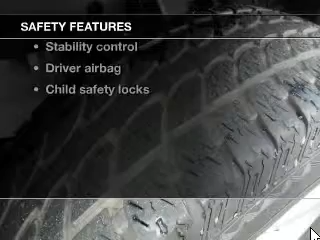 SAFETY FEATURES
• Stability control
• Driver airbag
• Child safety locks